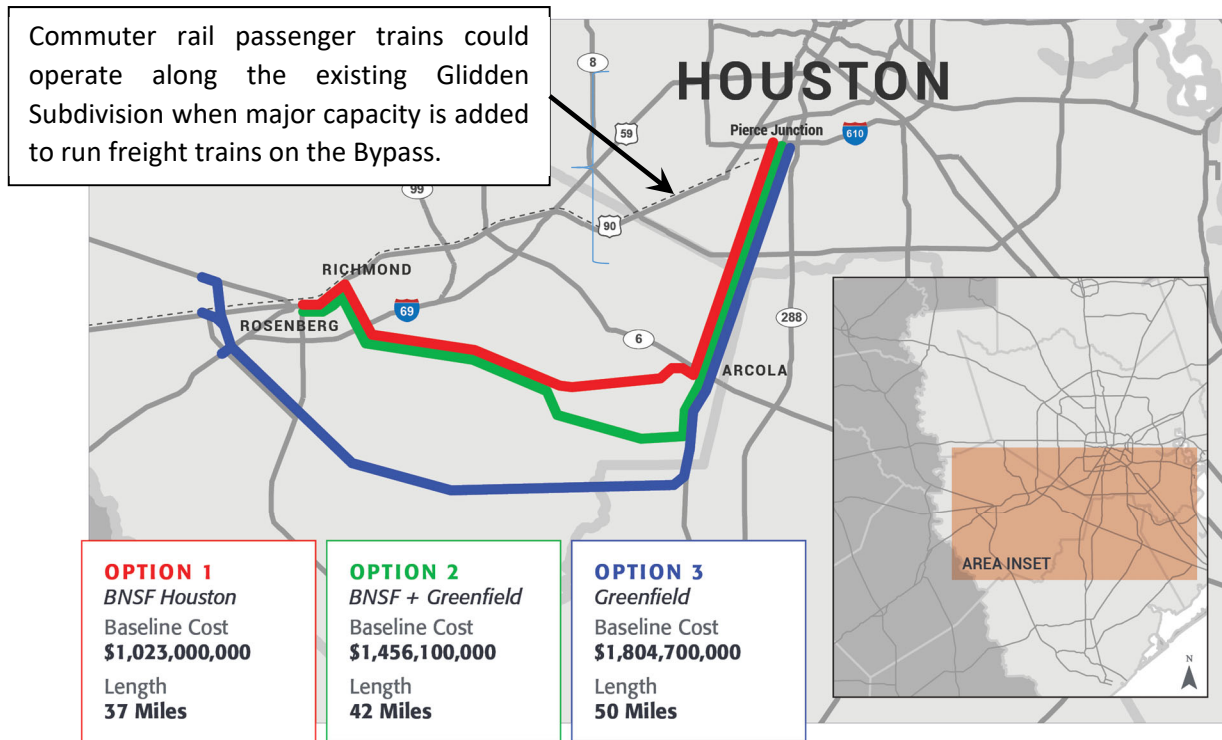 Commuter rail passenger trains could
operate along the existing Glidden
Subdivision when major capacity is added
to run freight trains on the Bypass.
8
HOUSTON
59
Pierce Junction
610
99
90
RICHMOND
69
ROSENBERG
6
288
ARCOLA
AREA INSET
N
OPTION 1
BNSF Houston
Baseline Cost
$1,023,000,000
Length
37 Miles
OPTION 2
BNSF + Greenfield
Baseline Cost
$1,456,100,000
Length
42 Miles
OPTION 3
Greenfield
Baseline Cost
$1,804,700,000
Length
50 Miles